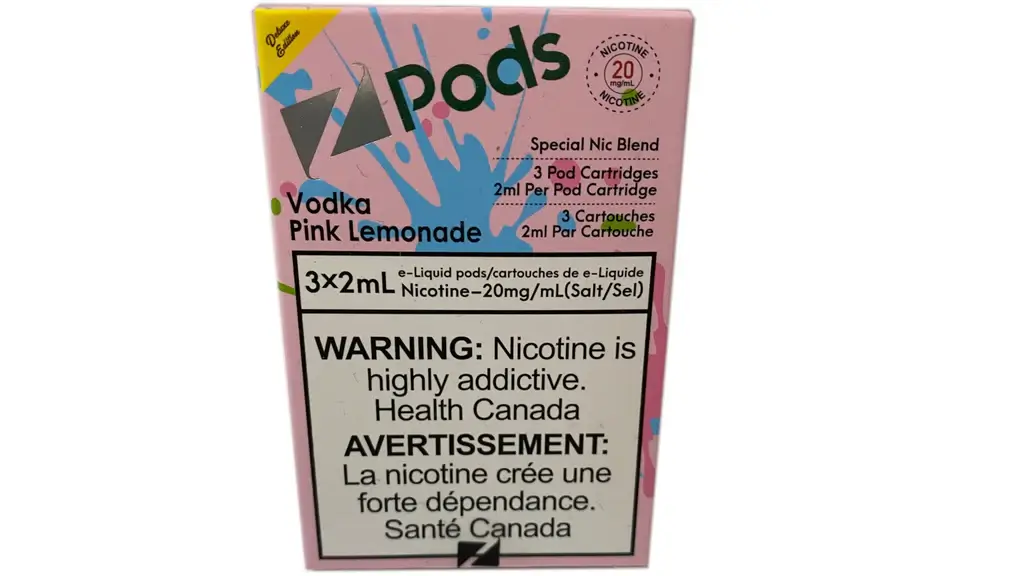 Deluxe
Edition
Z Pods
NICOTINE
20
mg/mL
NICOTINE
Special Nic Blend
3 Pod Cartridges
2ml Per Pod Cartridge
3 Cartouches
2ml Par Cartouche
Vodka
Pink Lemonade
3×2mL
e-Liquid pods/cartouches de e-Liquide
Nicotine–20mg/mL(Salt/Sel)
WARNING: Nicotine is
highly addictive.
Health Canada
AVERTISSEMENT:
La nicotine crée une
forte dépendance.
Santé Canada
Z